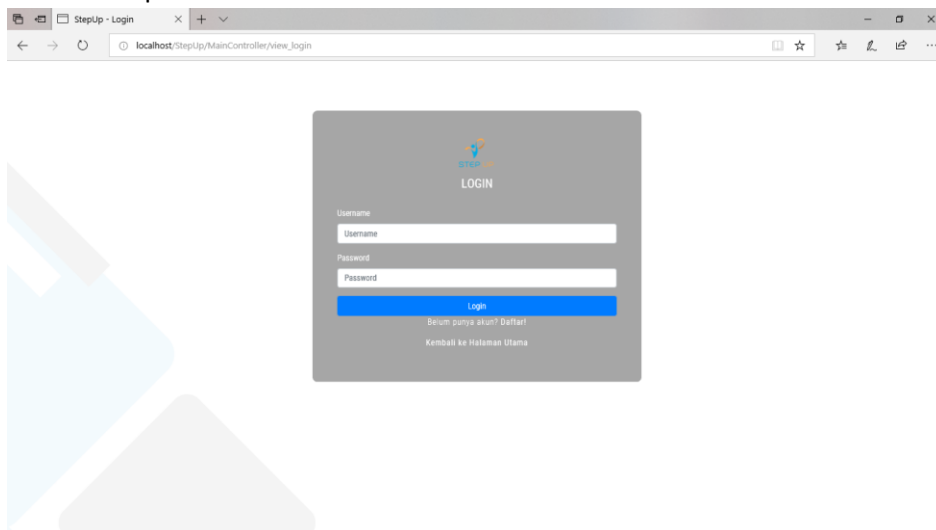 StepUp - Login
localhost/StepUp/MainController/view_login
STEP
LOGIN
Username
Username
Password
Password
Login
Belum punya akun? Daftar!
Kembali ke Halaman Utama